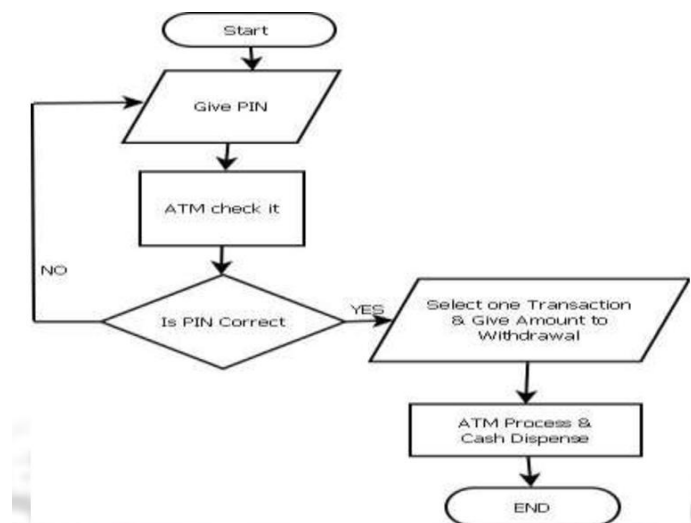 Start
Give PIN
ATM check it
NO
Is PIN Correct
YES
Select one Transaction
& Give Amount to
Withdrawal
ATM Process &
Cash Dispense
END